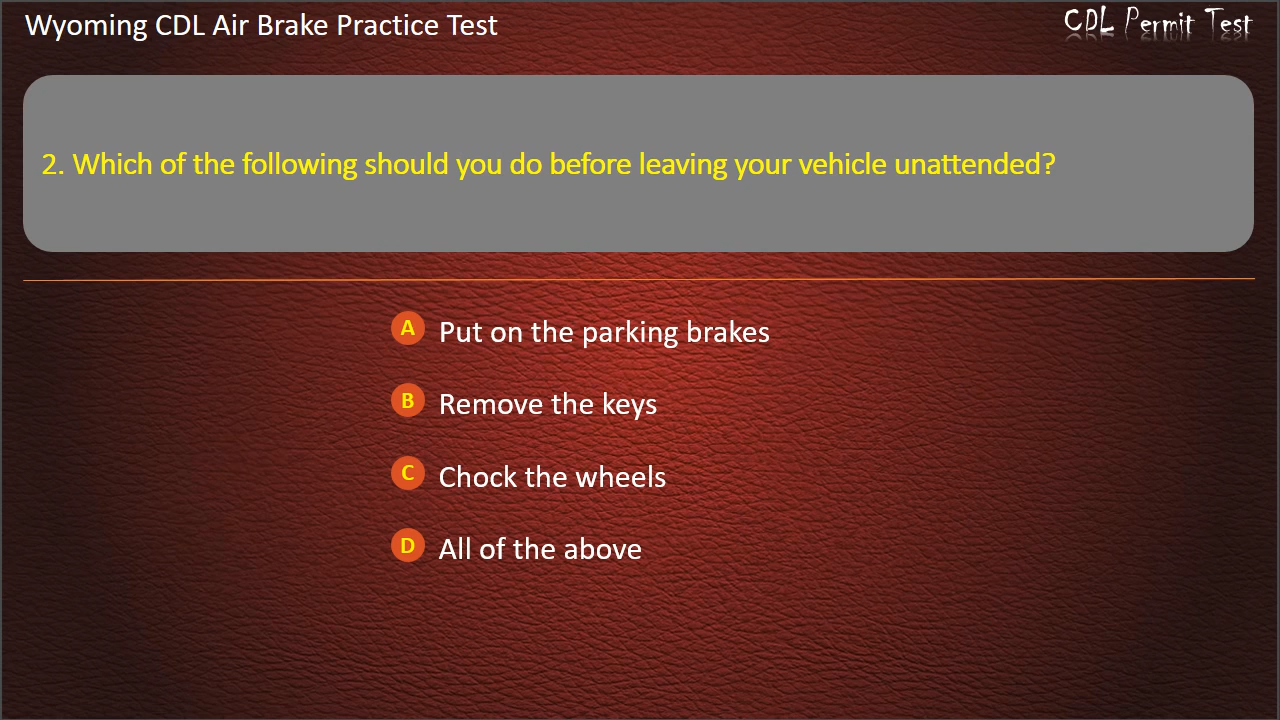 Wyoming CDL Air Brake Practice Test
CDL Permit Test
2. Which of the following should you do before leaving your vehicle unattended?
A Put on the parking brakes
B Remove the keys
C Chock the wheels
D All of the above